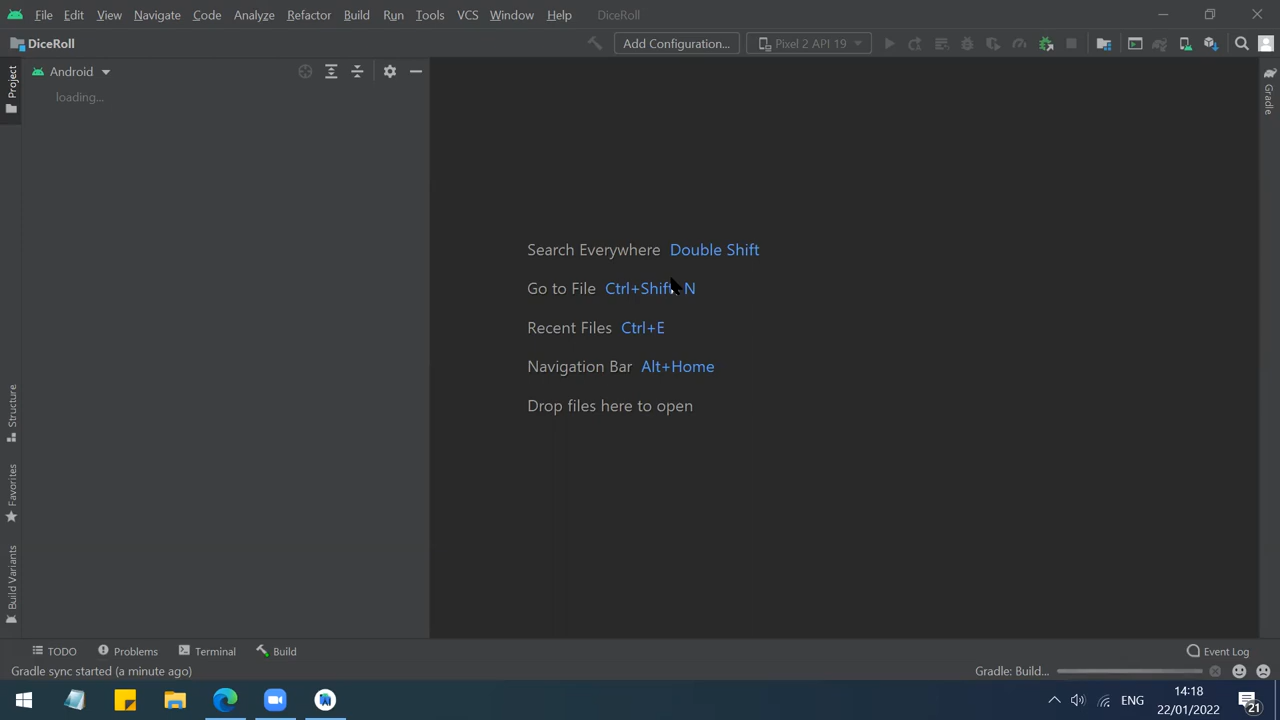 File Edit View Navigate Code Analyze Refactor Build Run Tools VCS Window Help DiceRoll
DiceRoll Add Configuration... Pixel 2 API 19
Project
Android
loading...
Gradle
Search Everywhere Double Shift
Go to File Ctrl+Shift N
Recent Files Ctrl+E
Navigation Bar Alt+Home
Drop files here to open
Structure
Favorites
Build Variants
TODO Problems Terminal Build Event Log
Gradle sync started (a minute ago) Gradle: Build...
ENG 14:18
22/01/2022 21